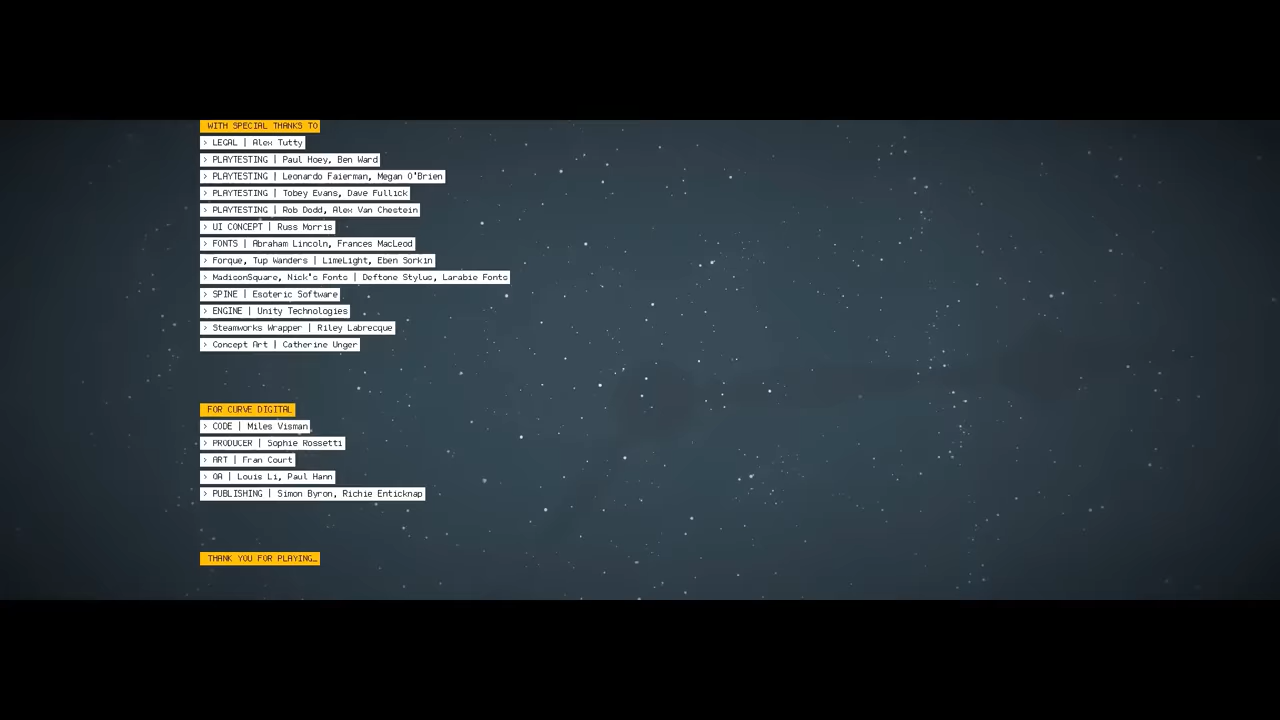 WITH SPECIAL THANKS TO
> LEGAL | Alex Tutty
> PLAYTESTING | Paul Hoey, Ben Ward
> PLAYTESTING | Leonardo Faierman, Megan O'Brien
> PLAYTESTING | Tobey Evans, Dave Fullick
> PLAYTESTING | Rob Dodd, Alex Van Chestein
> UI CONCEPT | Russ Morris
> FONTS | Abraham Lincoln, Frances MacLeod
> Forque, Tup Wanders | LimeLight, Eben Sorkin
> MadisonSquare, Nick's Fonts | Deftone Stylus, Larabie Fonts
> SPINE | Esoteric Software
> ENGINE | Unity Technologies
> Steamworks Wrapper | Riley Labrecque
> Concept Art | Catherine Unger
FOR CURVE DIGITAL
> CODE | Miles Visman
> PRODUCER | Sophie Rossetti
> ART | Fran Court
> QA | Louis Li, Paul Hann
> PUBLISHING | Simon Byron, Richie Enticknap
THANK YOU FOR PLAYING_